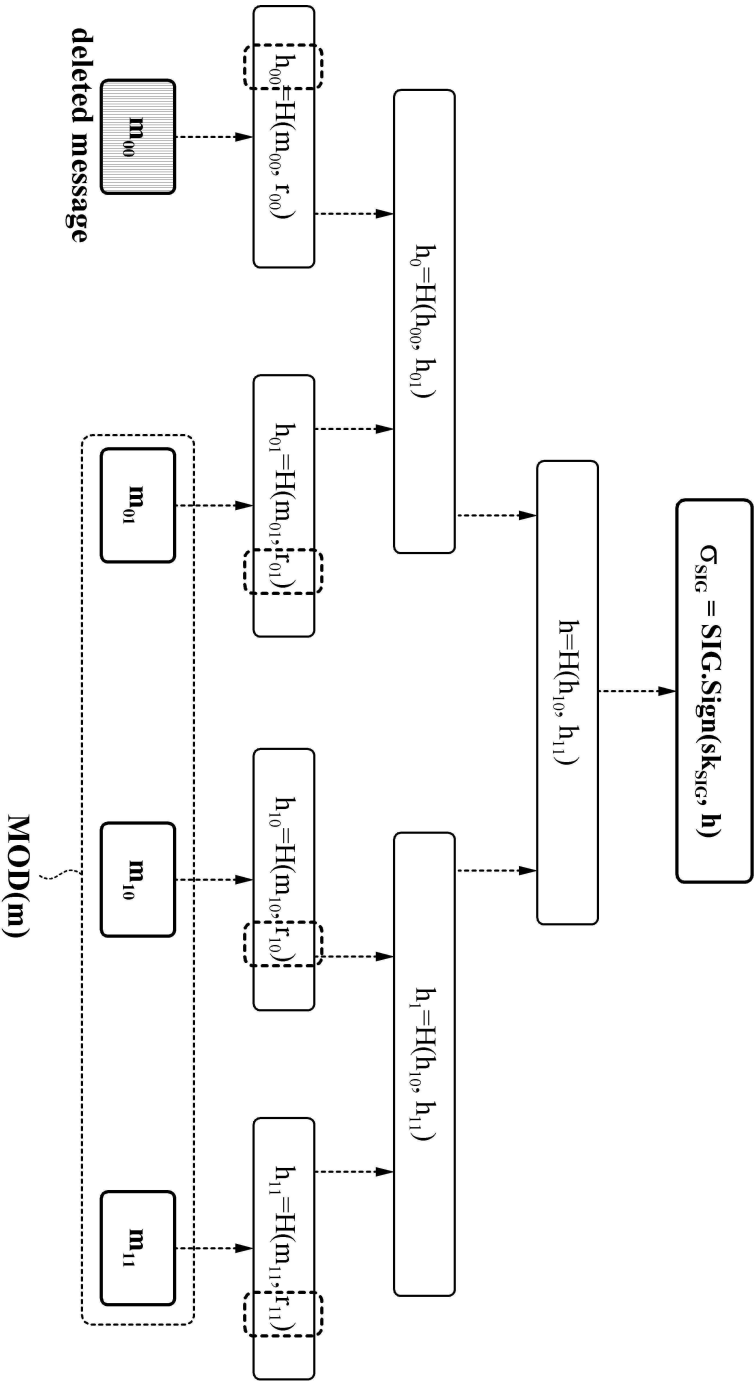 σSIG = SIG.Sign(skSIG, h)
h=H(h10, h11)
h0=H(h00, h01)
h1=H(h10, h11)
h00=H(m00, r00)
h01=H(m01, r01)
h10=H(m10, r10)
h11=H(m11, r11)
m00
m01
m10
m11
deleted message
MOD(m)